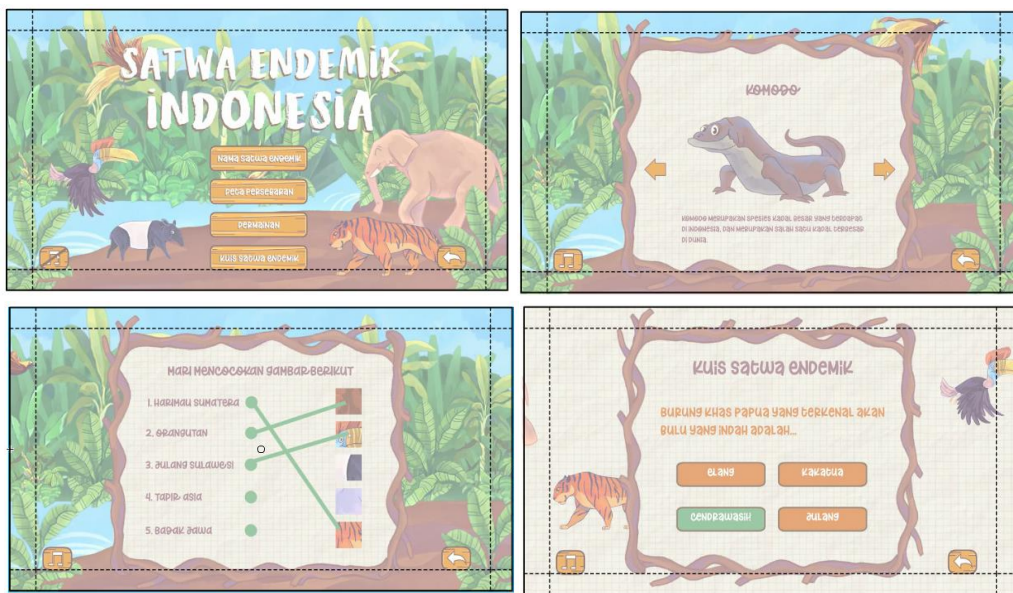 SATWA ENDEMIK
INDONESIA
NAMA SATWA ENDEMIK
PETA PERSEBARAN
PERMAINAN
KUIS SATWA ENDEMIK
KOMODO
KOMODO MERUPAKAN SPESIES KADAL BESAR YANG TERDAPAT
DI INDONESIA, DAN MERUPAKAN SALAH SATU KADAL TERBESAR
DI DUNIA
MARI MENCOCOKAN GAMBAR BERIKUT
1. HARIMAU SUMATERA
2. ORANGUTAN
3. JULANG SULAWESI
4. TAPIR ASIA
5. BADAK JAWA
KUIS SATWA ENDEMIK
BURUNG KHAS PAPUA YANG TERKENAL AKAN
BULU YANG INDAH ADALAH...
ELANG
KAKATUA
CENDRAWASIH
JULANG